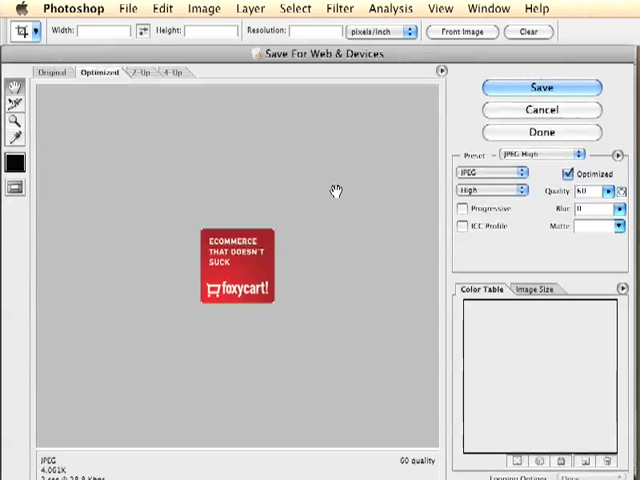 Photoshop File Edit Image Layer Select Filter Analysis View Window Help
Width: Height: Resolution: pixels/inch Front Image Clear
Save For Web & Devices
Original Optimized 2-Up 4-Up
Save
Cancel
Done
Preset: JPEG High
JPEG Optimized
High Quality: 60
Progressive Blur: 0
ICC Profile Matte:
ECOMMERCE
THAT DOESN'T
SUCK
foxycart!
Color Table Image Size
JPEG 60 quality
4.061K